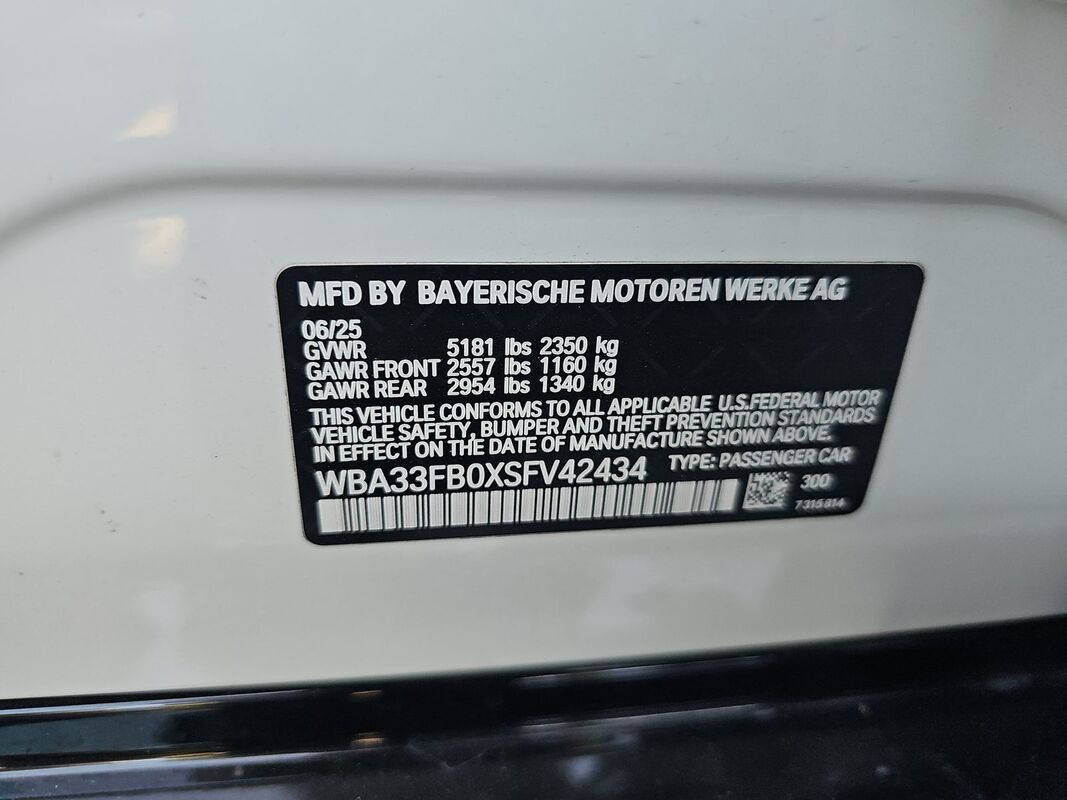 MFD BY BAYERISCHE MOTOREN WERKE AG
06/25
GVWR 5181 lbs 2350 kg
GAWR FRONT 2557 lbs 1160 kg
GAWR REAR 2954 lbs 1340 kg
THIS VEHICLE CONFORMS TO ALL APPLICABLE U.S.FEDERAL MOTOR
VEHICLE SAFETY, BUMPER AND THEFT PREVENTION STANDARDS
IN EFFECT ON THE DATE OF MANUFACTURE SHOWN ABOVE.
WBA33FB0XSFV42434 TYPE: PASSENGER CAR
300
7 315 814